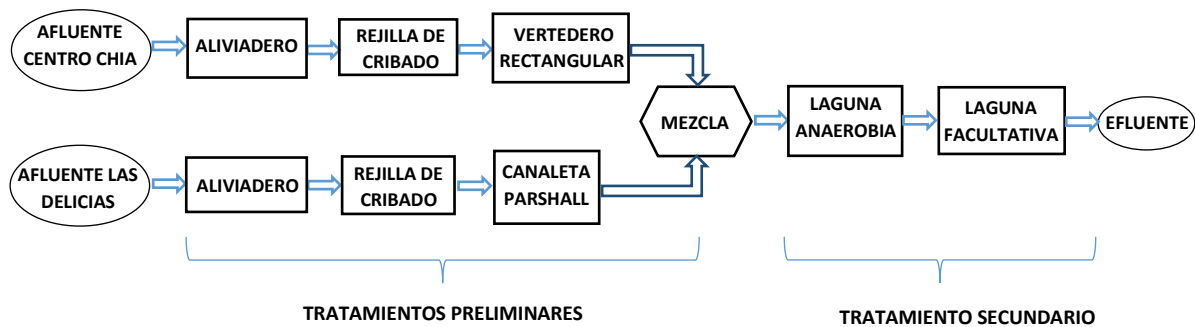 AFLUENTE
CENTRO CHIA
ALIVIADERO
REJILLA DE
CRIBADO
VERTEDERO
RECTANGULAR
MEZCLA
LAGUNA
ANAEROBIA
LAGUNA
FACULTATIVA
EFLUENTE
AFLUENTE LAS
DELICIAS
ALIVIADERO
REJILLA DE
CRIBADO
CANALETA
PARSHALL
TRATAMIENTOS PRELIMINARES
TRATAMIENTO SECUNDARIO